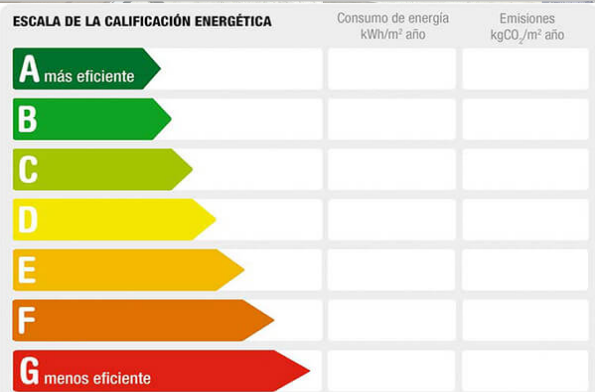 ESCALA DE LA CALIFICACIÓN ENERGÉTICA
Consumo de energía
kWh/m² año
Emisiones
kgCO₂/m² año
A más eficiente
B
C
D
E
F
G menos eficiente